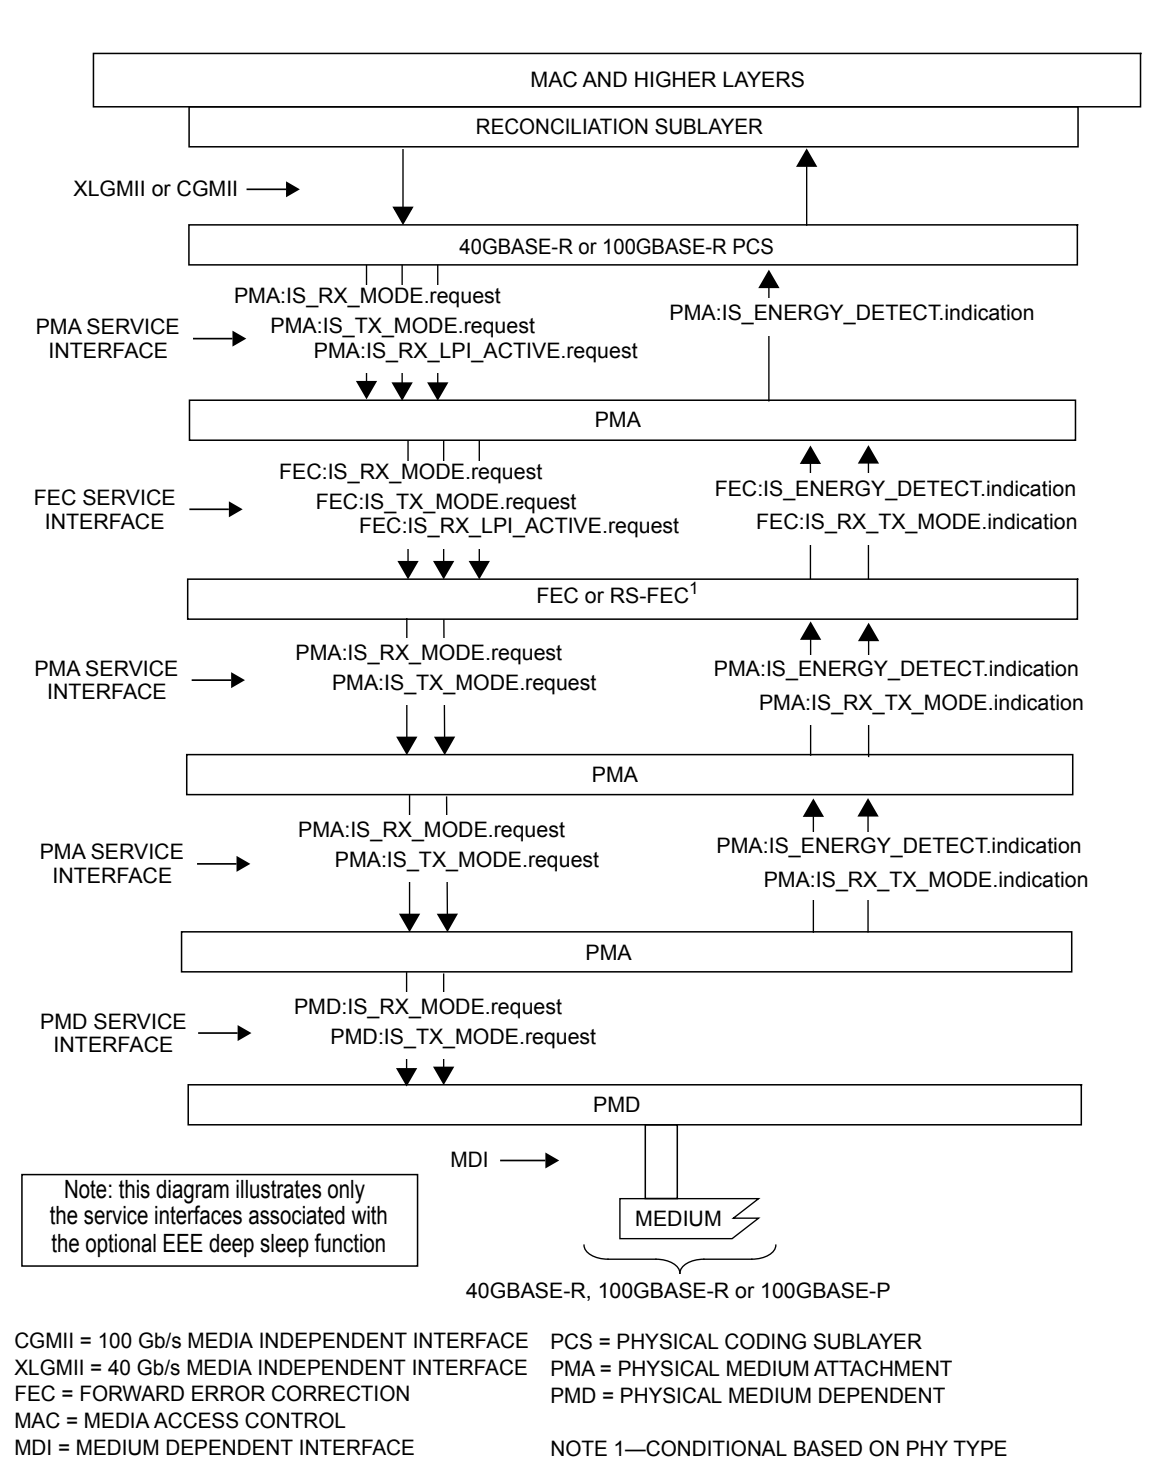 MAC AND HIGHER LAYERS
RECONCILIATION SUBLAYER
XLGMII or CGMII
40GBASE-R or 100GBASE-R PCS
PMA:IS_RX_MODE.request
PMA:IS_TX_MODE.request
PMA:IS_RX_LPI_ACTIVE.request
PMA:IS_ENERGY_DETECT.indication
PMA SERVICE
INTERFACE
PMA
FEC:IS_RX_MODE.request
FEC:IS_TX_MODE.request
FEC:IS_RX_LPI_ACTIVE.request
FEC:IS_ENERGY_DETECT.indication
FEC:IS_RX_TX_MODE.indication
FEC SERVICE
INTERFACE
FEC or RS-FEC1
PMA:IS_RX_MODE.request
PMA:IS_TX_MODE.request
PMA:IS_ENERGY_DETECT.indication
PMA:IS_RX_TX_MODE.indication
PMA SERVICE
INTERFACE
PMA
PMA:IS_RX_MODE.request
PMA:IS_TX_MODE.request
PMA:IS_ENERGY_DETECT.indication
PMA:IS_RX_TX_MODE.indication
PMA SERVICE
INTERFACE
PMA
PMD:IS_RX_MODE.request
PMD:IS_TX_MODE.request
PMD SERVICE
INTERFACE
PMD
MDI
MEDIUM
Note: this diagram illustrates only
the service interfaces associated with
the optional EEE deep sleep function
40GBASE-R, 100GBASE-R or 100GBASE-P
CGMII = 100 Gb/s MEDIA INDEPENDENT INTERFACE
XLGMII = 40 Gb/s MEDIA INDEPENDENT INTERFACE
FEC = FORWARD ERROR CORRECTION
MAC = MEDIA ACCESS CONTROL
MDI = MEDIUM DEPENDENT INTERFACE
PCS = PHYSICAL CODING SUBLAYER
PMA = PHYSICAL MEDIUM ATTACHMENT
PMD = PHYSICAL MEDIUM DEPENDENT
NOTE 1—CONDITIONAL BASED ON PHY TYPE